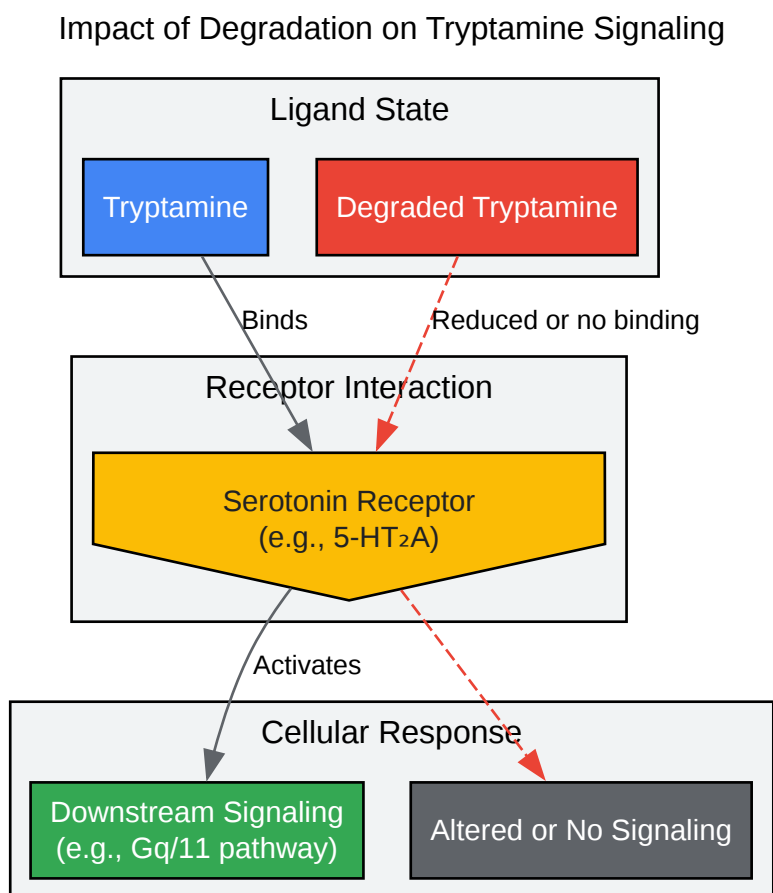 Impact of Degradation on Tryptamine Signaling
Ligand State
Tryptamine
Degraded Tryptamine
Binds
Reduced or no binding
Receptor Interaction
Serotonin Receptor
(e.g., 5-HT₂A)
Activates
Cellular Response
Downstream Signaling
(e.g., Gq/11 pathway)
Altered or No Signaling